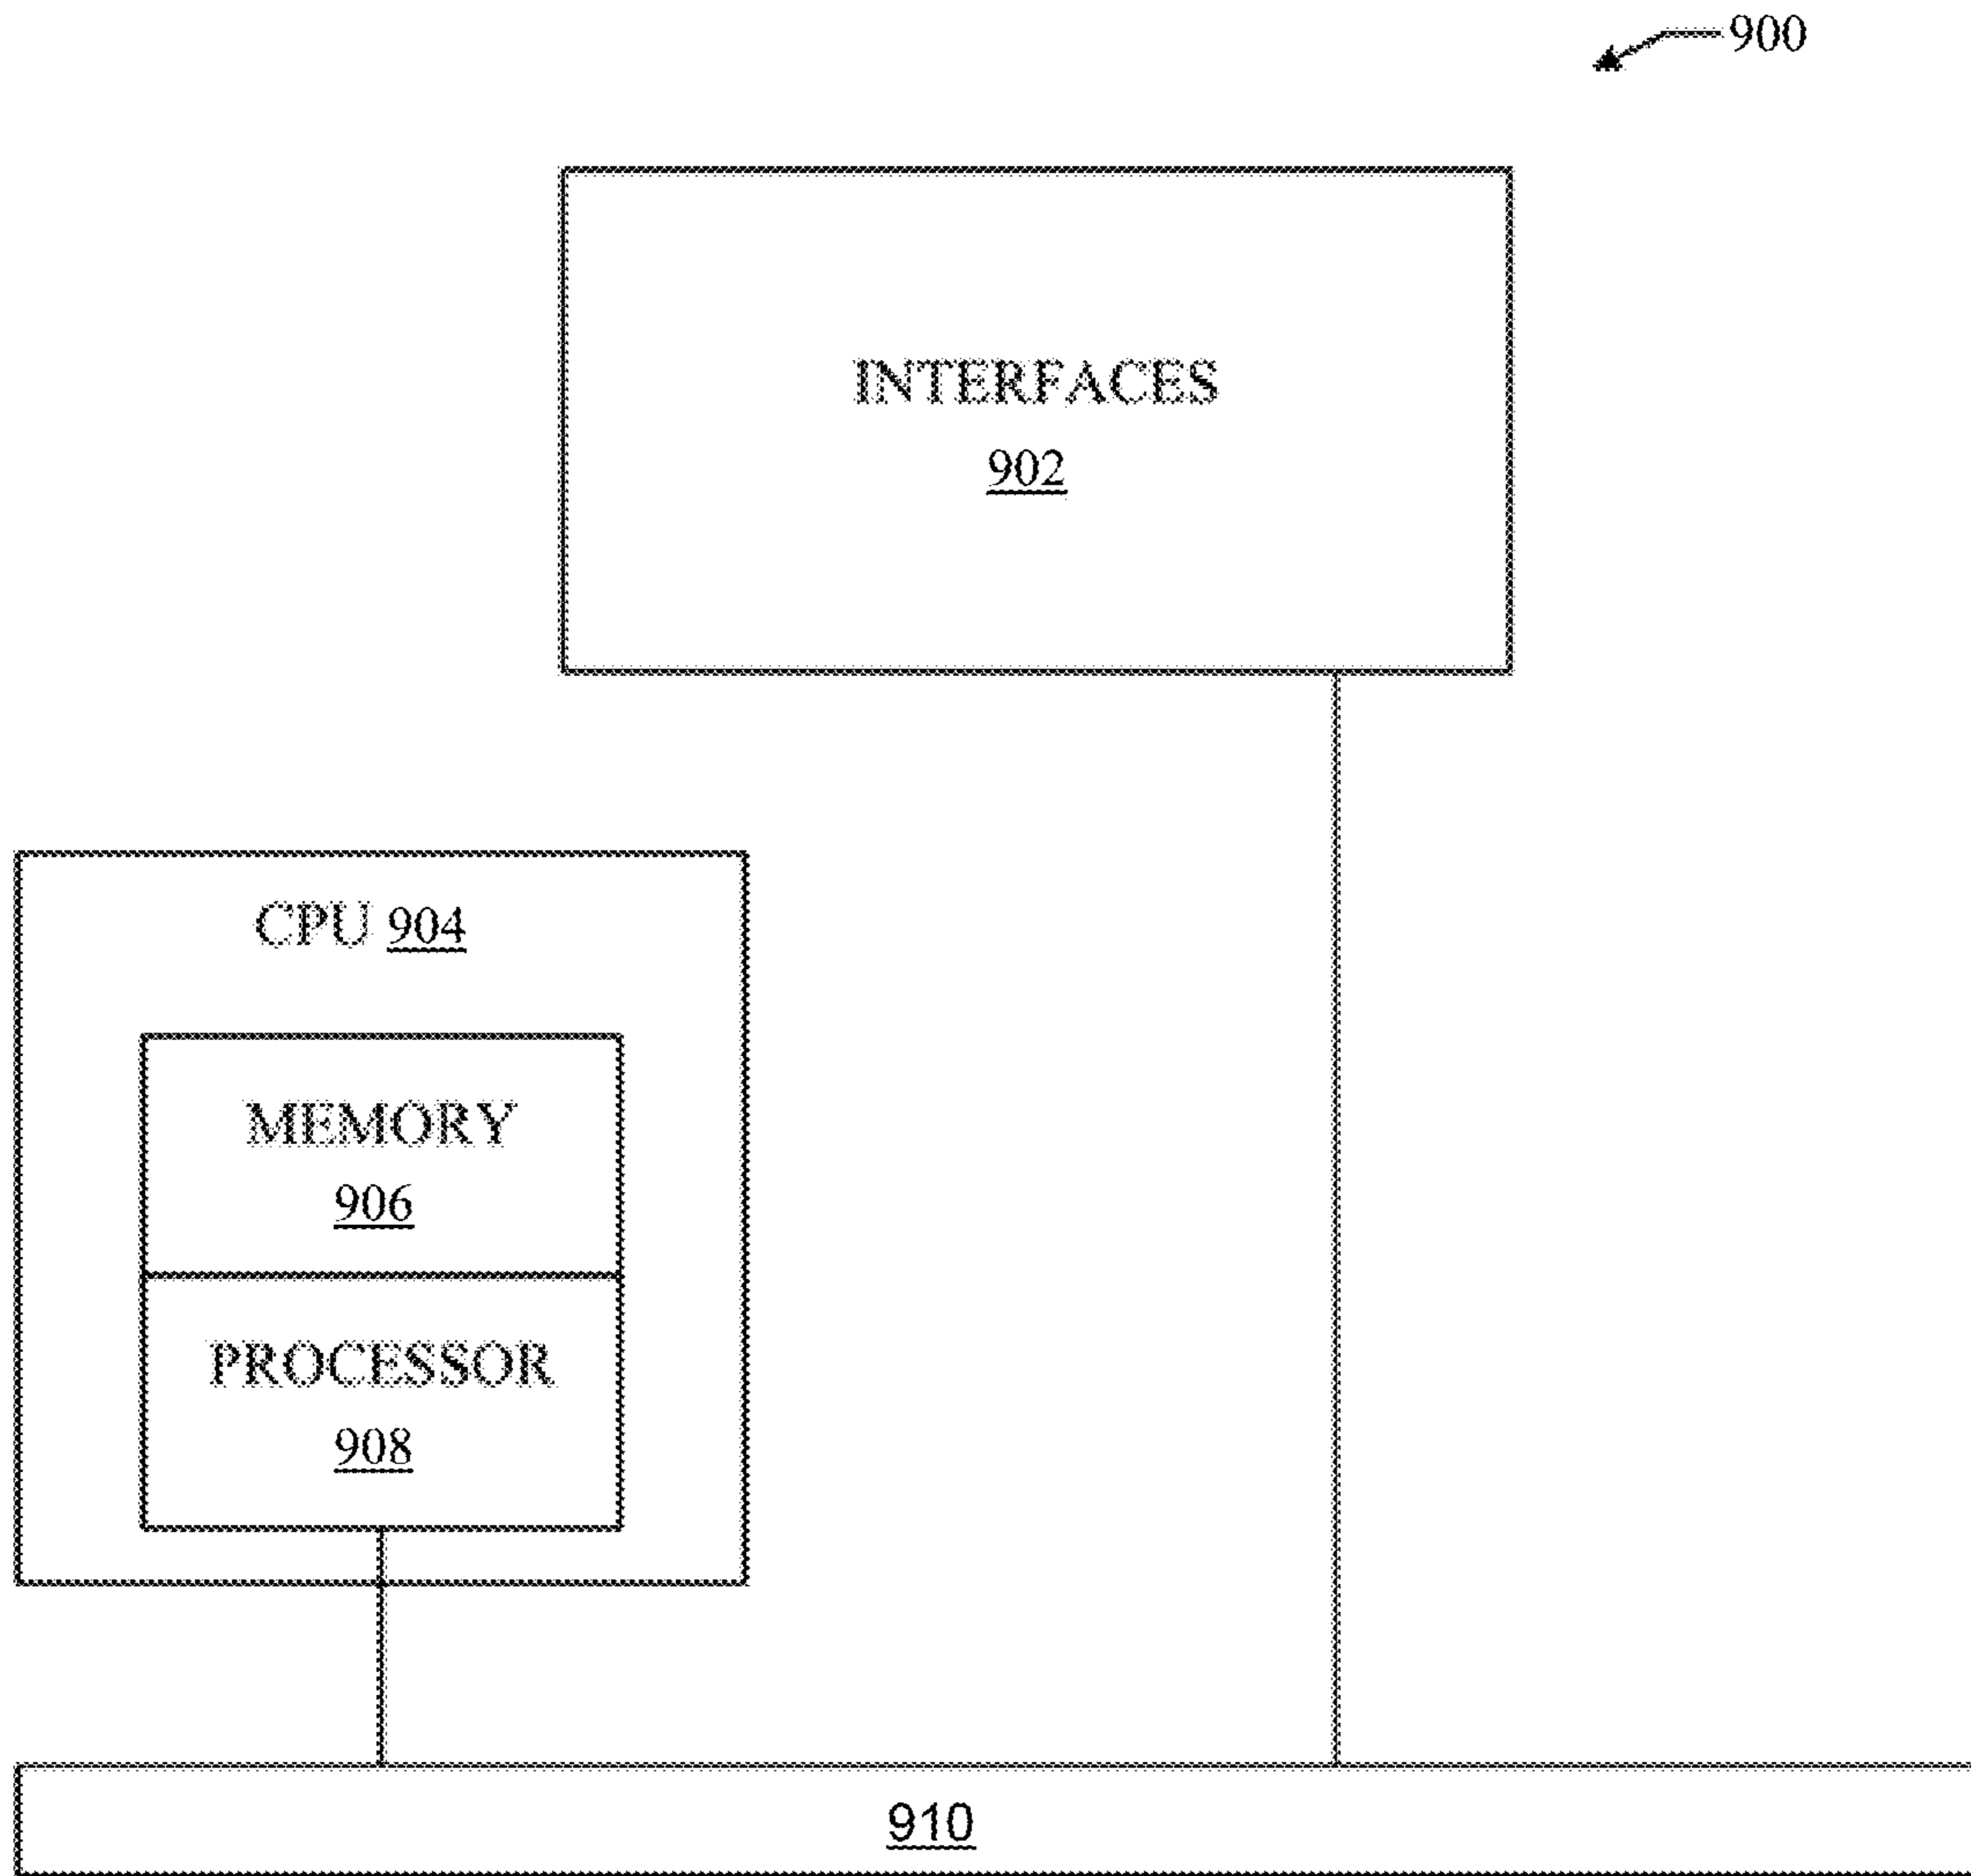 900
INTERFACES
902
CPU 904
MEMORY
906
PROCESSOR
908
910